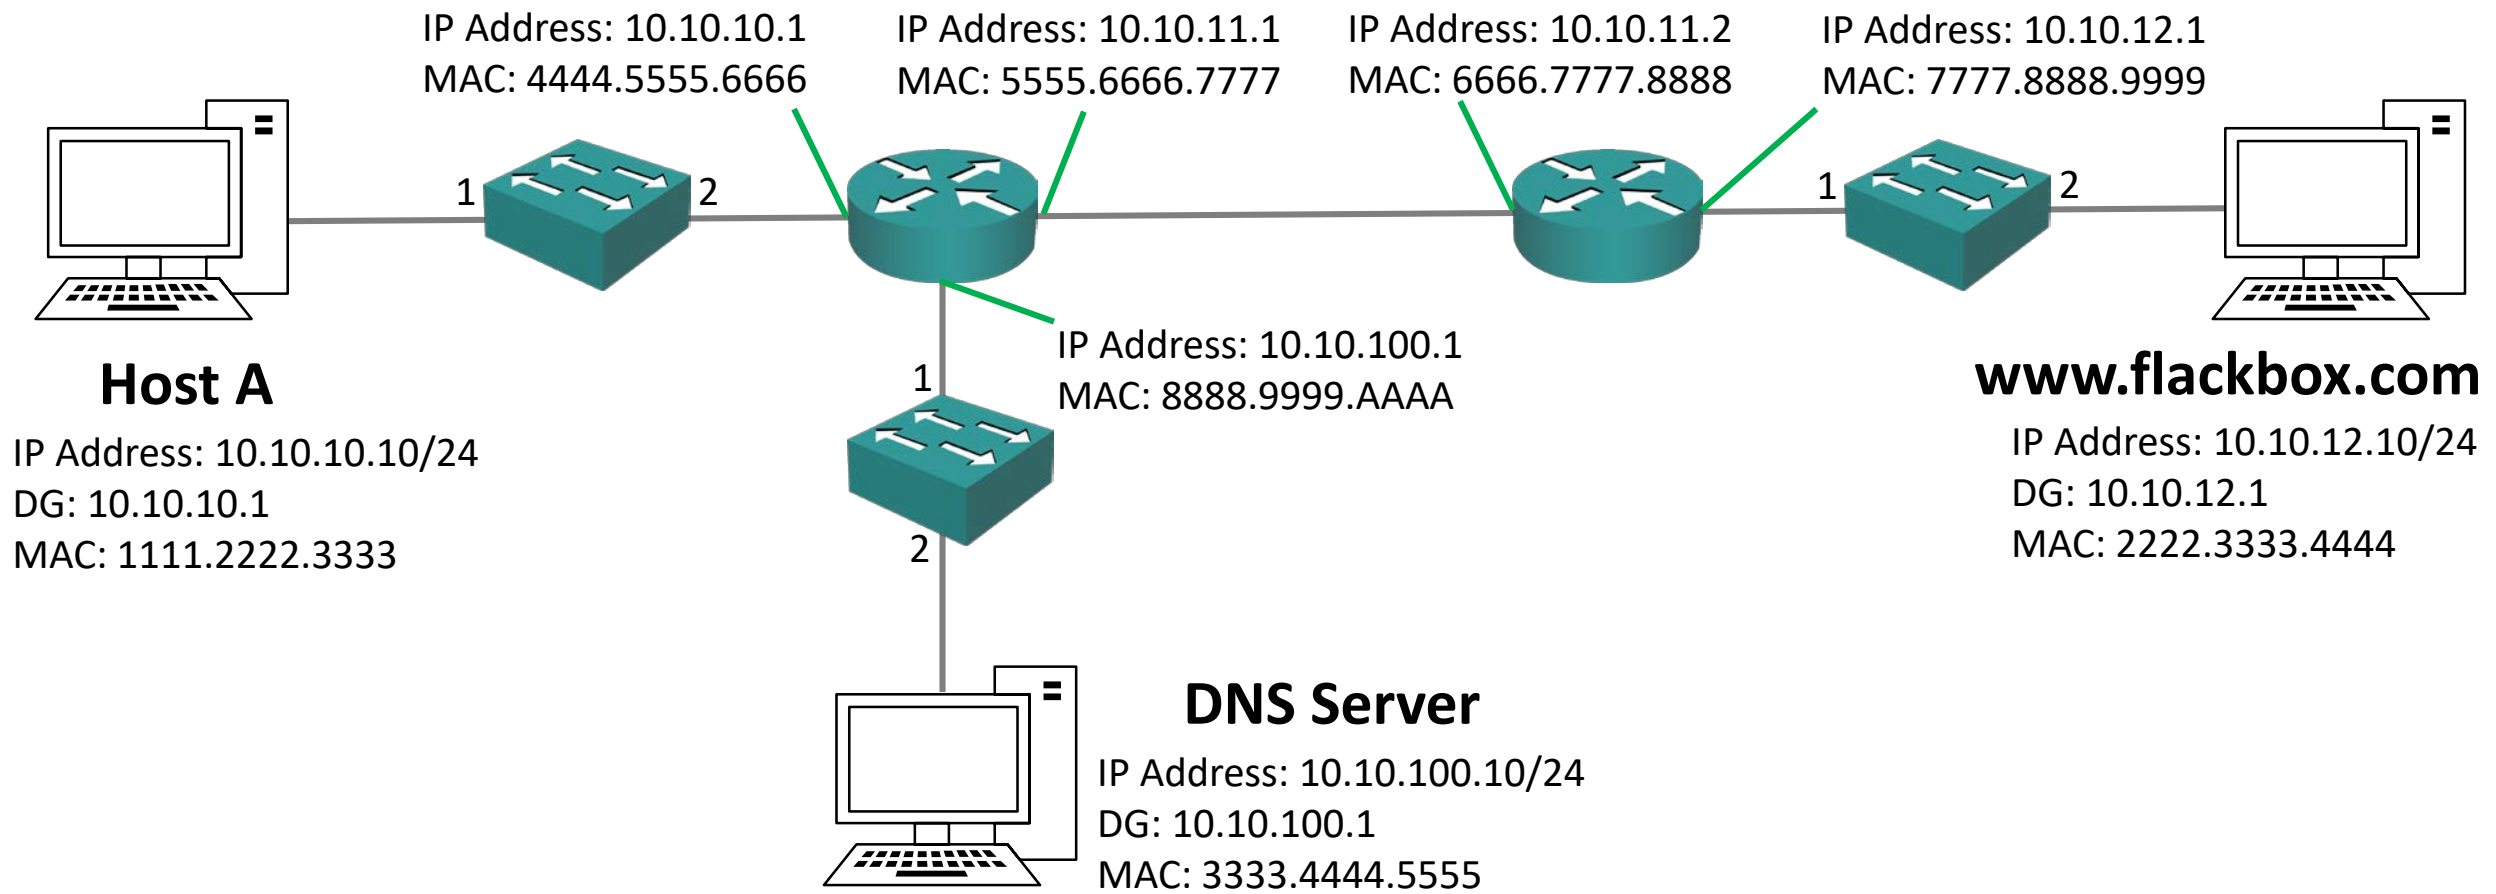 IP Address: 10.10.10.1
MAC: 4444.5555.6666
IP Address: 10.10.11.1
MAC: 5555.6666.7777
IP Address: 10.10.11.2
MAC: 6666.7777.8888
IP Address: 10.10.12.1
MAC: 7777.8888.9999
1
2
1
2
Host A
IP Address: 10.10.10.10/24
DG: 10.10.10.1
MAC: 1111.2222.3333
IP Address: 10.10.100.1
MAC: 8888.9999.AAAA
1
2
www.flackbox.com
IP Address: 10.10.12.10/24
DG: 10.10.12.1
MAC: 2222.3333.4444
DNS Server
IP Address: 10.10.100.10/24
DG: 10.10.100.1
MAC: 3333.4444.5555